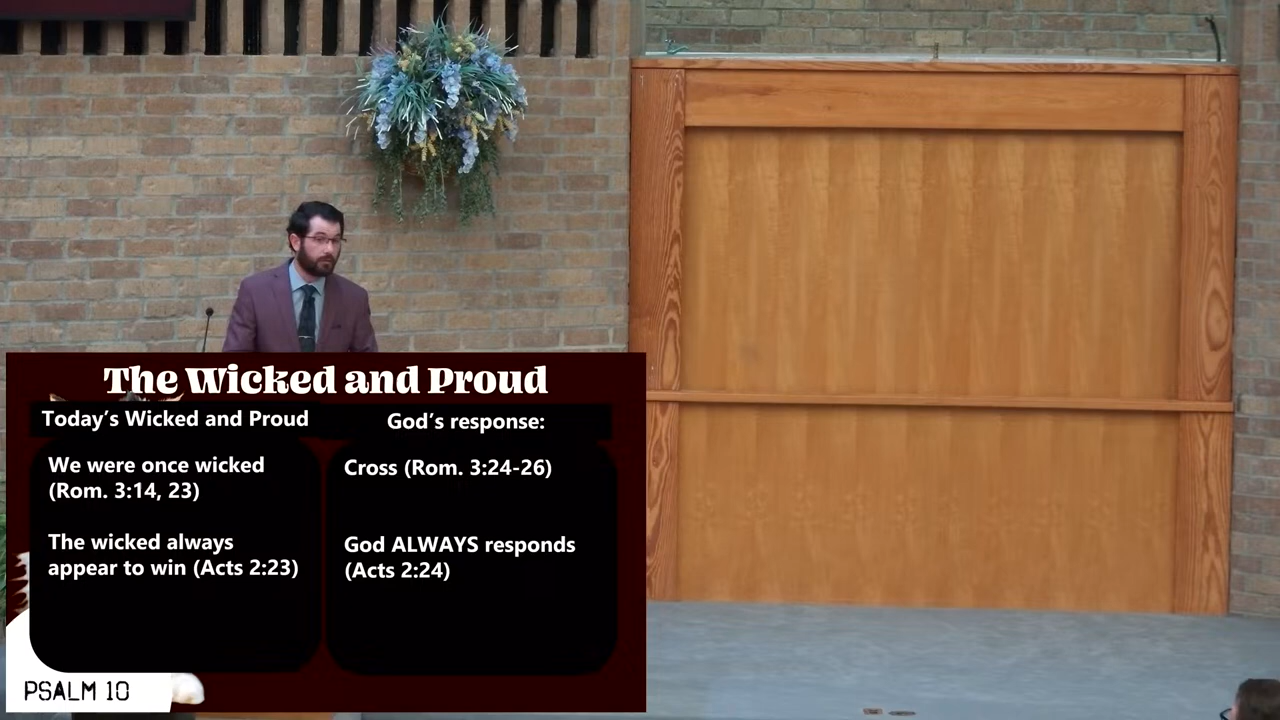 The Wicked and Proud
Today's Wicked and Proud
God's response:
We were once wicked
(Rom. 3:14, 23)
Cross (Rom. 3:24-26)
The wicked always
appear to win (Acts 2:23)
God ALWAYS responds
(Acts 2:24)
PSALM 10